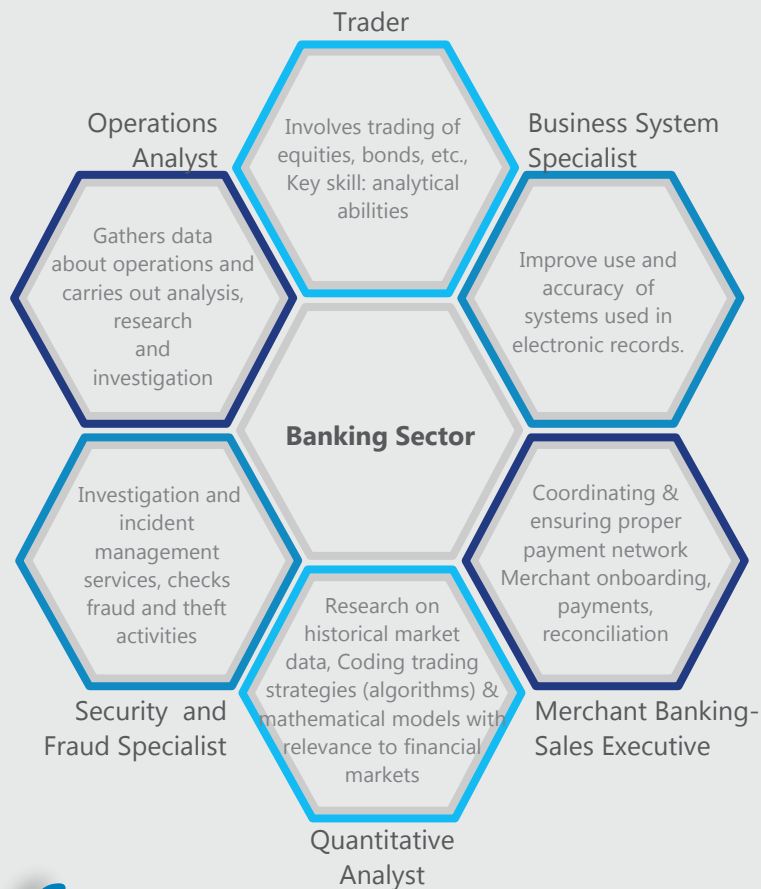 Trader
Involves trading of
equities, bonds, etc.,
Key skill: analytical
abilities
Operations
Analyst
Gathers data
about operations and
carries out analysis,
research
and
investigation
Business System
Specialist
Improve use and
accuracy of
systems used in
electronic records.
Banking Sector
Investigation and
incident
management
services, checks
fraud and theft
activities
Security and
Fraud Specialist
Coordinating &
ensuring proper
payment network
Merchant onboarding,
payments,
reconciliation
Merchant Banking-
Sales Executive
Research on
historical market
data, Coding trading
strategies (algorithms) &
mathematical models with
relevance to financial
markets
Quantitative
Analyst